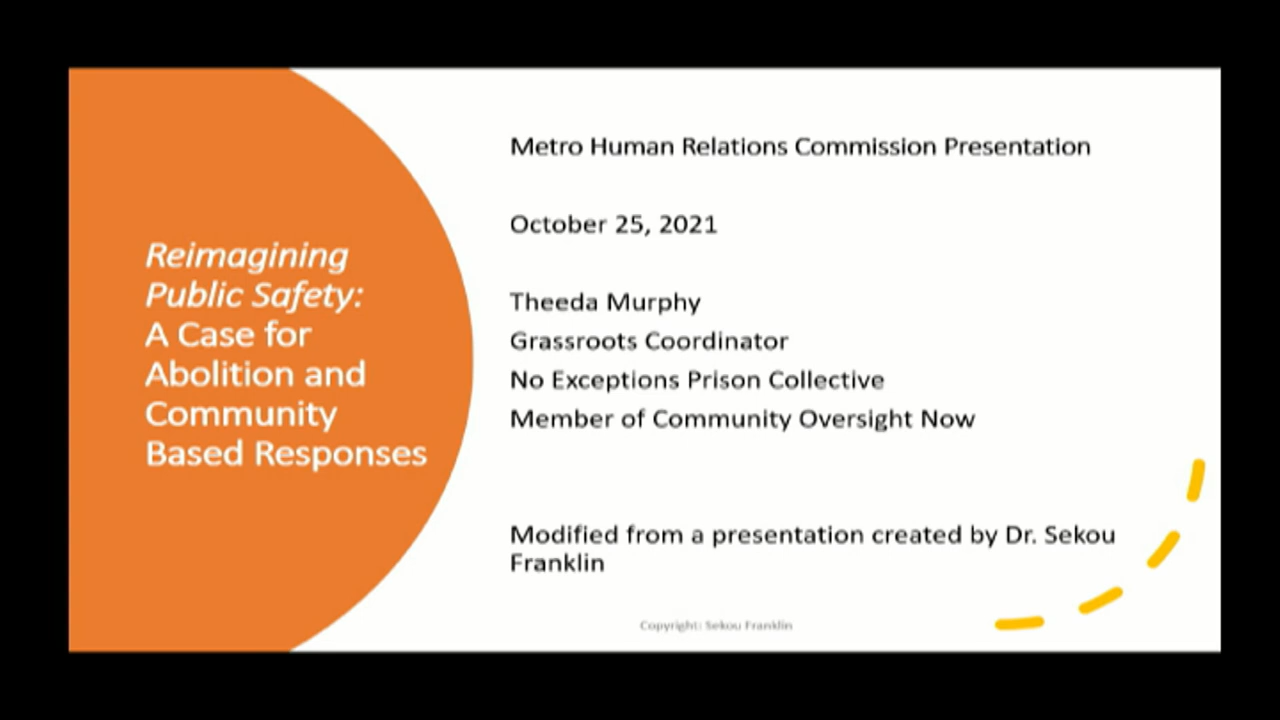 Reimagining
Public Safety:
A Case for
Abolition and
Community
Based Responses
Metro Human Relations Commission Presentation
October 25, 2021
Theeda Murphy
Grassroots Coordinator
No Exceptions Prison Collective
Member of Community Oversight Now
Modified from a presentation created by Dr. Sekou
Franklin
Copyright: Sekou Franklin